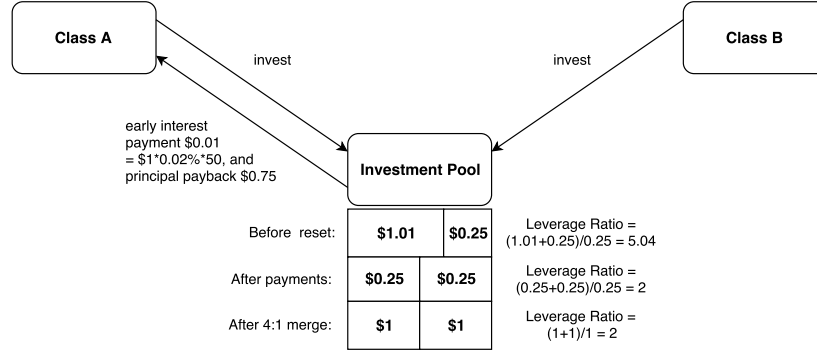 Class A
Class B
invest
invest
early interest
payment $0.01
= $1*0.02%*50, and
principal payback $0.75
Investment Pool
Before reset:
$1.01
$0.25
Leverage Ratio =
(1.01+0.25)/0.25 = 5.04
After payments:
$0.25
$0.25
Leverage Ratio =
(0.25+0.25)/0.25 = 2
After 4:1 merge:
$1
$1
Leverage Ratio =
(1+1)/1 = 2